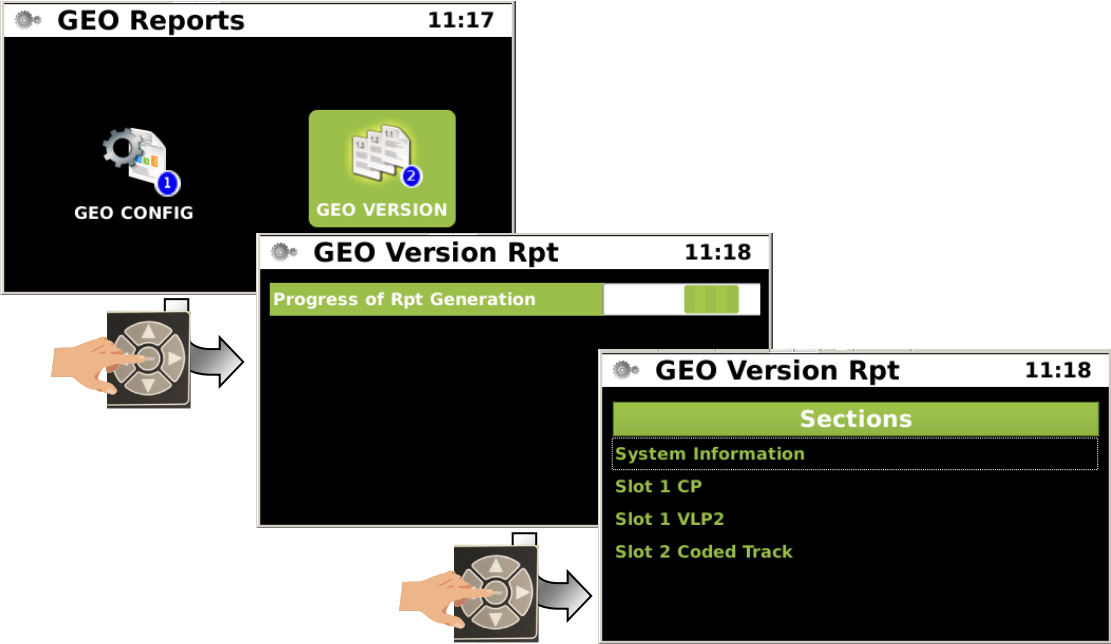 GEO Reports 11:17
1
2
GEO CONFIG
GEO VERSION
GEO Version Rpt 11:18
Progress of Rpt Generation
GEO Version Rpt 11:18
Sections
System Information
Slot 1 CP
Slot 1 VLP2
Slot 2 Coded Track